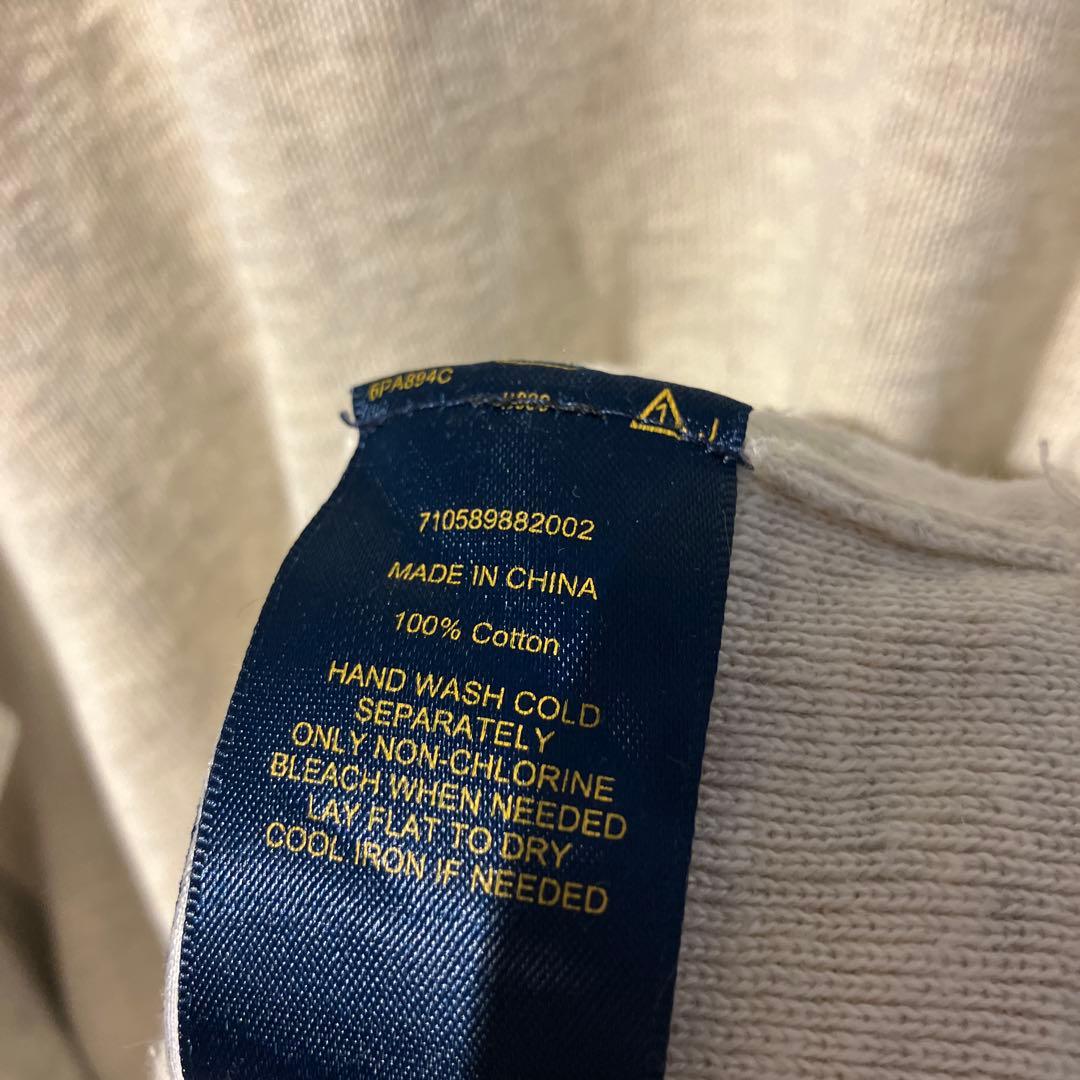 6PA894C
1
710589882002
MADE IN CHINA
100% Cotton
HAND WASH COLD
SEPARATELY
ONLY NON-CHLORINE
BLEACH WHEN NEEDED
LAY FLAT TO DRY
COOL IRON IF NEEDED